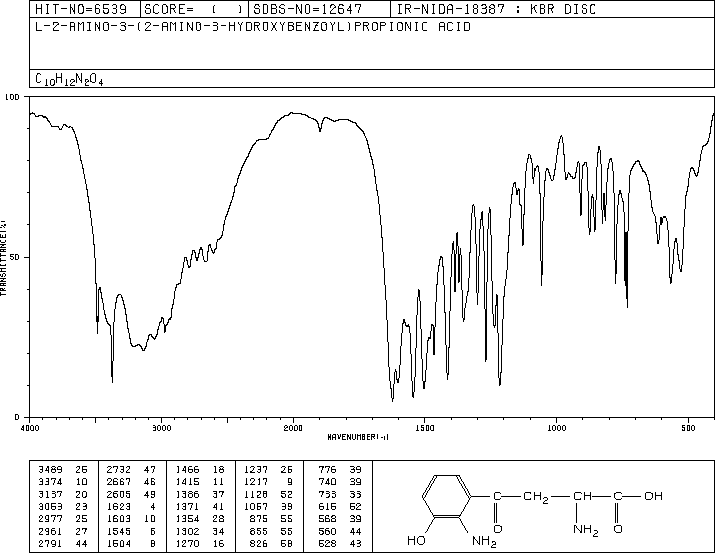 HIT-NO=6539 SCORE= ( ) SDBS-NO=12647 IR-NIDA-18387 : KBR DISC
L-2-AMINO-3-(2-AMINO-3-HYDROXYBENZOYL)PROPIONIC ACID
C10H12N2O4
100
50
0
TRANSMITTANCE(%)
4000 3000 2000 1500 1000 500
WAVENUMBER(-1)
3489 26 2732 47 1466 18 1237 26 776 39
3374 10 2667 46 1415 11 1217 9 740 39
3137 20 2605 49 1386 37 1128 52 733 33
3053 23 1623 4 1371 41 1057 39 616 52
2977 25 1603 10 1354 28 875 55 568 39
2961 27 1545 6 1302 34 855 55 560 44
2791 44 1504 8 1270 16 826 58 528 43
C CH2 CH C OH
O NH2 O
HO NH2